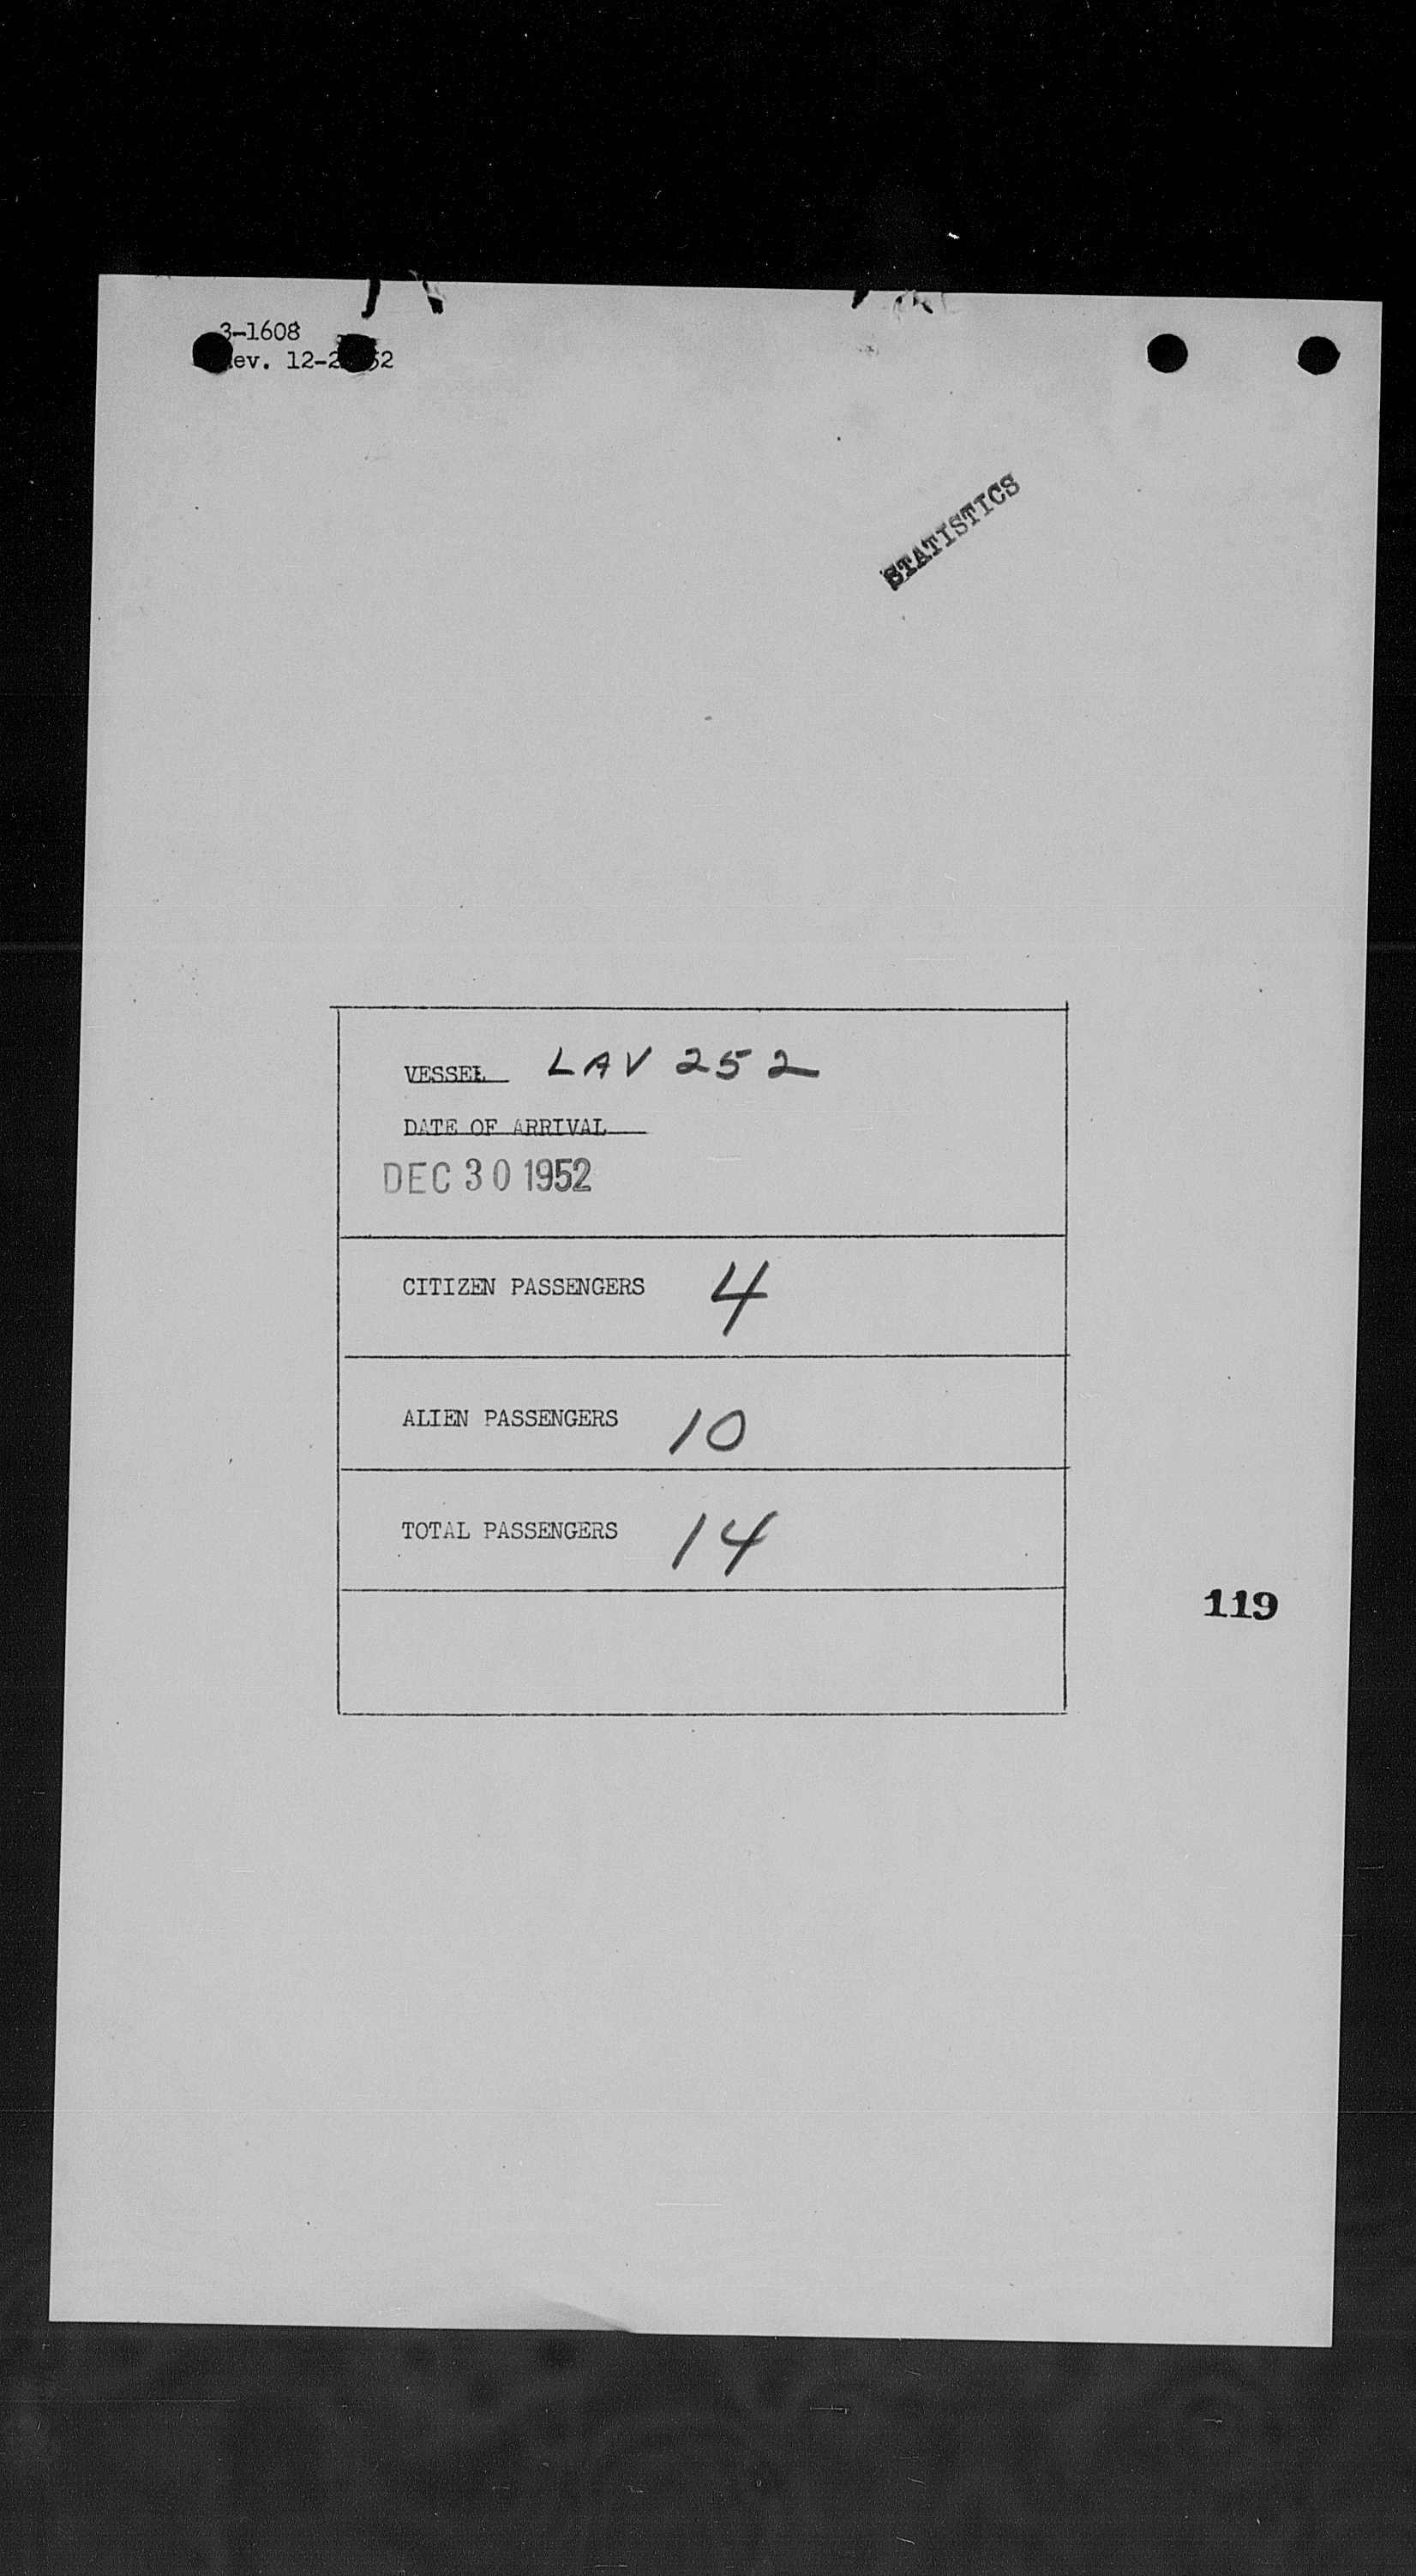 3-1608
ev. 12-2 52
STATISTICS
VESSEL LAV 252
DATE OF ARRIVAL
DEC 30 1952
CITIZEN PASSENGERS 4
ALIEN PASSENGERS 10
TOTAL PASSENGERS 14
119